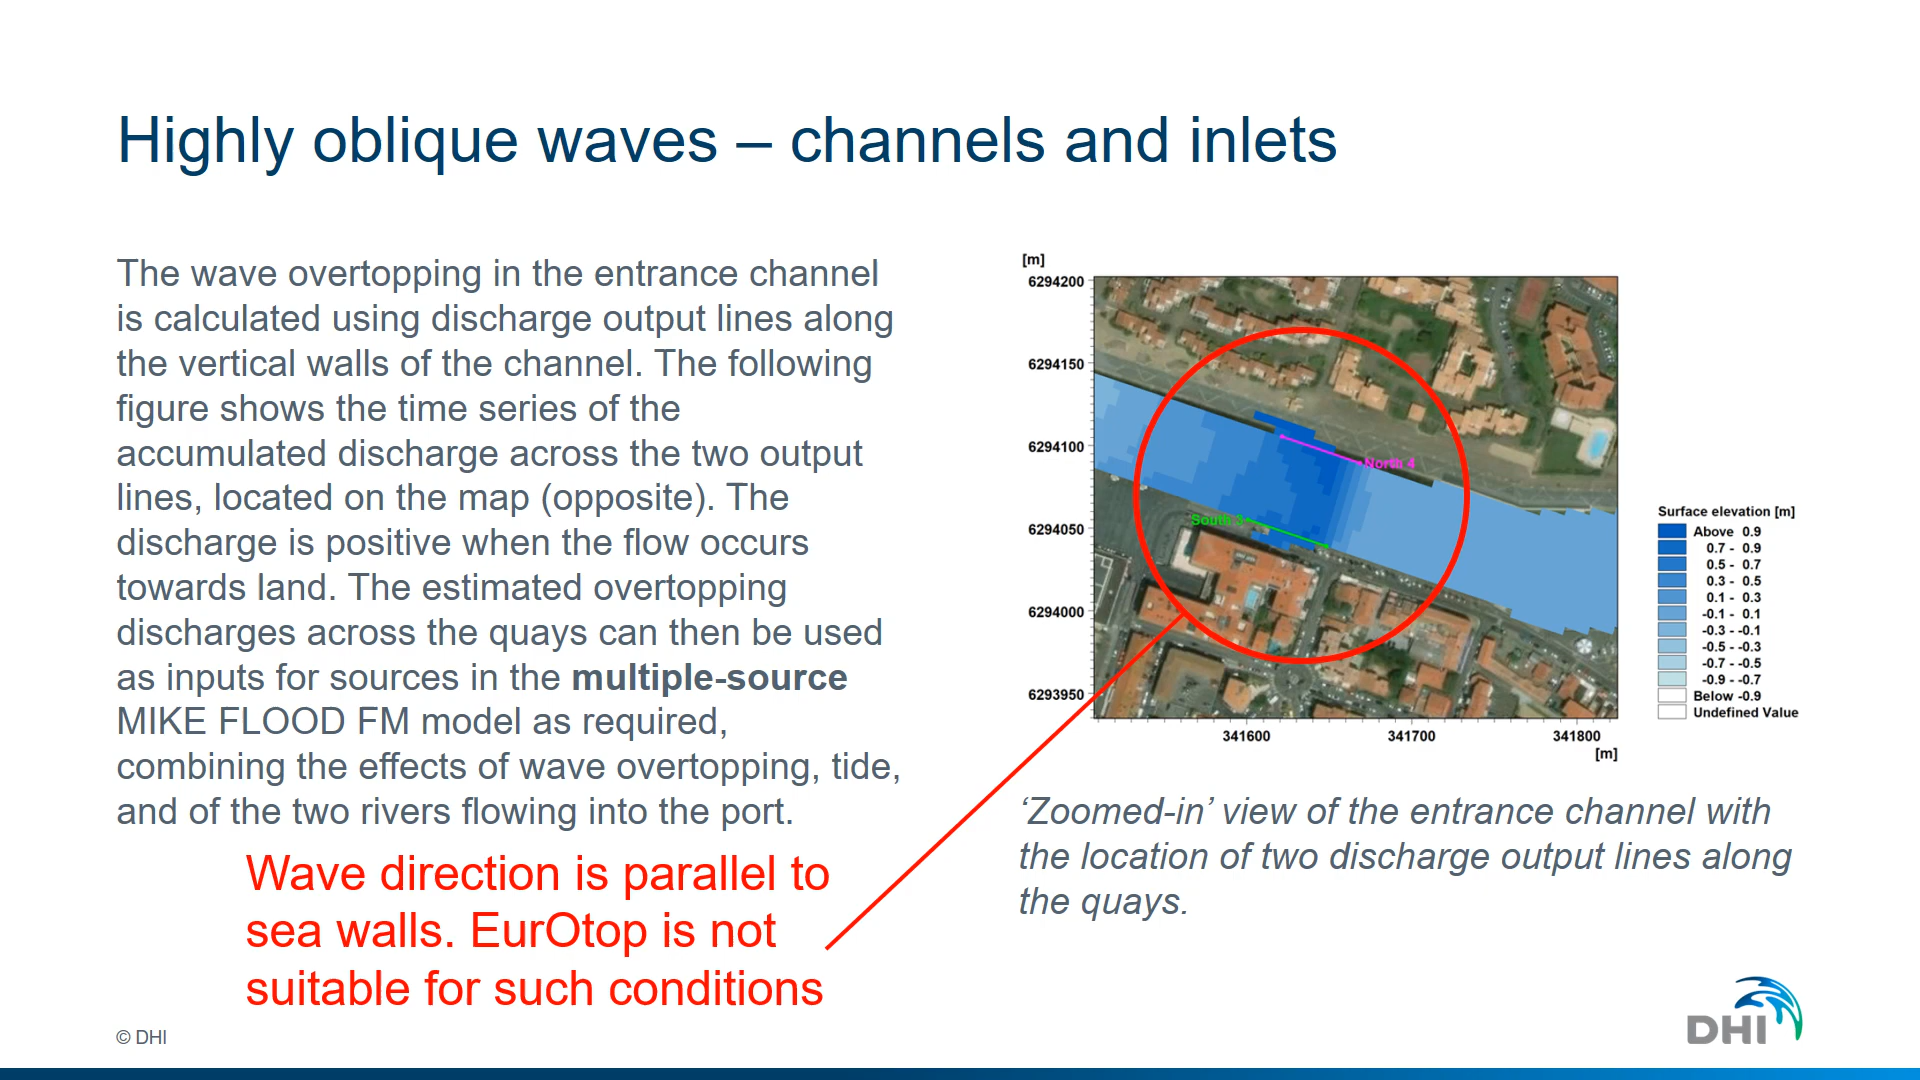 Highly oblique waves – channels and inlets
The wave overtopping in the entrance channel
is calculated using discharge output lines along
the vertical walls of the channel. The following
figure shows the time series of the
accumulated discharge across the two output
lines, located on the map (opposite). The
discharge is positive when the flow occurs
towards land. The estimated overtopping
discharges across the quays can then be used
as inputs for sources in the multiple-source
MIKE FLOOD FM model as required,
combining the effects of wave overtopping, tide,
and of the two rivers flowing into the port.
Wave direction is parallel to
sea walls. EurOtop is not
suitable for such conditions
[m]
6294200
6294150
6294100
6294050
6294000
6293950
North 4
South 3
341600 341700 341800
[m]
Surface elevation [m]
Above 0.9
0.7 - 0.9
0.5 - 0.7
0.3 - 0.5
0.1 - 0.3
-0.1 - 0.1
-0.3 - -0.1
-0.5 - -0.3
-0.7 - -0.5
-0.9 - -0.7
Below -0.9
Undefined Value
‘Zoomed-in’ view of the entrance channel with
the location of two discharge output lines along
the quays.
© DHI
DHI